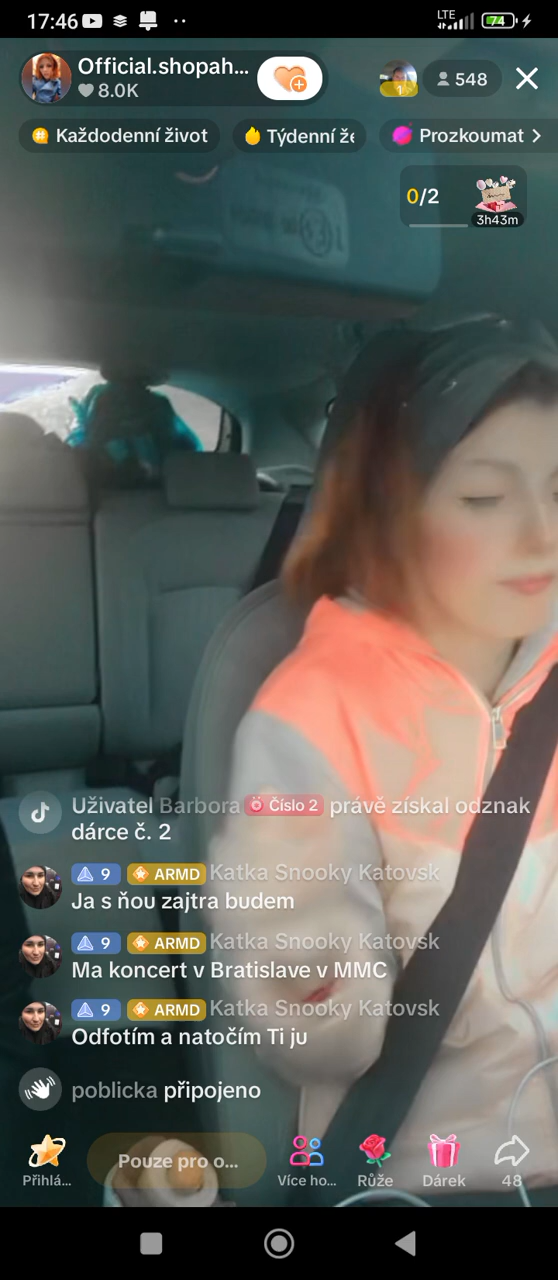 17:46
LTE
74
Official.shopah...
8.0K
548
Každodenní život
Týdenní že
Prozkoumat
0/2
3h43m
Uživatel Barbora Číslo 2 právě získal odznak
dárce č. 2
9 ARMD Katka Snooky Katovsk
Ja s ňou zajtra budem
9 ARMD Katka Snooky Katovsk
Ma koncert v Bratislave v MMC
9 ARMD Katka Snooky Katovsk
Odfotím a natočím Ti ju
poblicka připojeno
Pouze pro o...
Přihlá...
Více ho...
Růže
Dárek
48